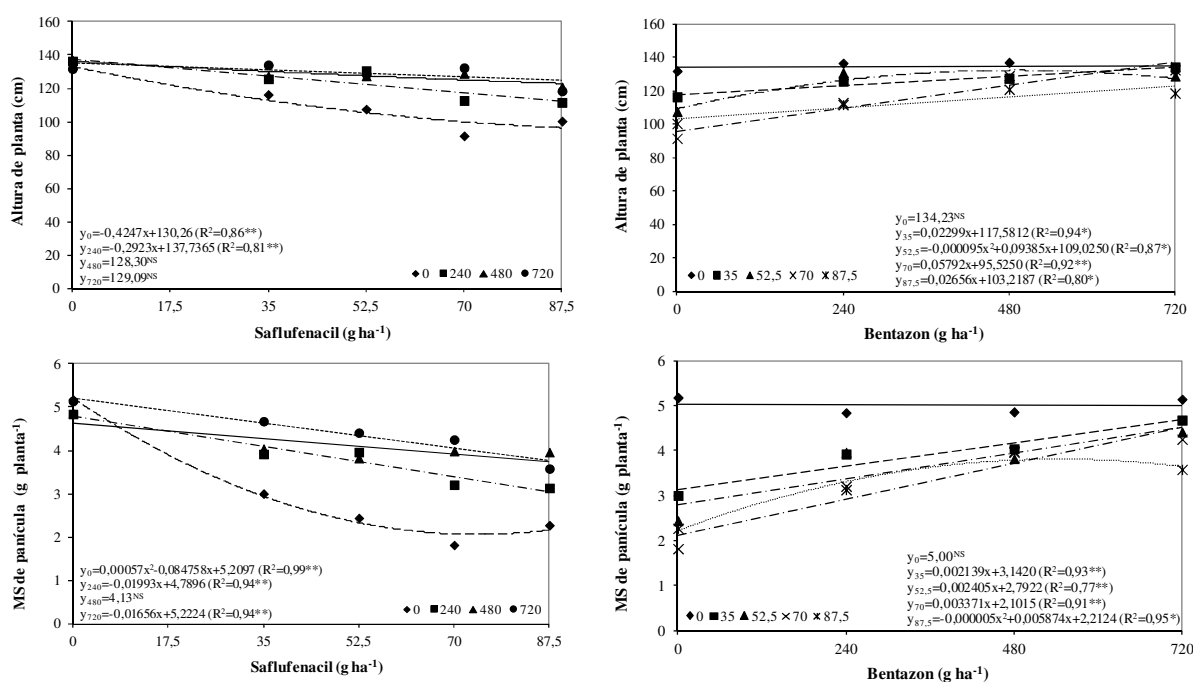 160
140
120
100
80
60
40
20
0
Altura de planta (cm)
y0=-0,4247x+130,26 (R²=0,86**)
y240=-0,2923x+137,7365 (R²=0,81**)
y480=128,30NS
y720=129,09NS
0 240 480 720
0 17,5 35 52,5 70 87,5
Saflufenacil (g ha-1)
160
140
120
100
80
60
40
20
0
Altura de planta (cm)
y0=134,23NS
y35=0,02299x+117,5812 (R²=0,94*)
y52,5=-0,000095x²+0,09385x+109,0250 (R²=0,87*)
y70=0,05792x+95,5250 (R²=0,92**)
y87,5=0,02656x+103,2187 (R²=0,80*)
0 35 52,5 70 87,5
0 240 480 720
Bentazon (g ha-1)
6
5
4
3
2
1
0
MS de panícula (g planta-1)
y0=0,00057x²-0,084758x+5,2097 (R²=0,99**)
y240=-0,01993x+4,7896 (R²=0,94**)
y480=4,13NS
y720=-0,01656x+5,2224 (R²=0,94**)
0 240 480 720
0 17,5 35 52,5 70 87,5
Saflufenacil (g ha-1)
6
5
4
3
2
1
0
MS de panícula (g planta-1)
y0=5,00NS
y35=0,002139x+3,1420 (R²=0,93**)
y52,5=0,002405x+2,7922 (R²=0,77**)
y70=0,003371x+2,1015 (R²=0,91**)
y87,5=-0,000005x²+0,005874x+2,2124 (R²=0,95*)
0 35 52,5 70 87,5
0 240 480 720
Bentazon (g ha-1)